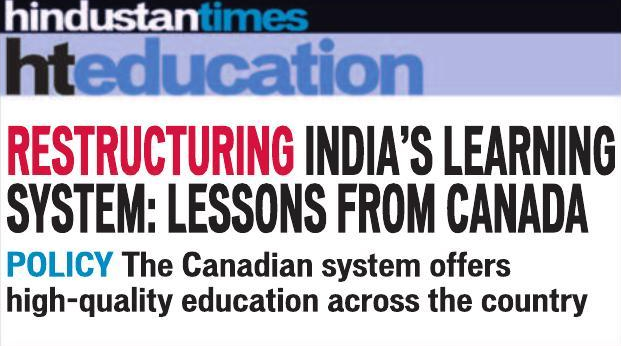 hindustantimes
hteducation
RESTRUCTURING INDIA'S LEARNING
SYSTEM: LESSONS FROM CANADA
POLICY The Canadian system offers
high-quality education across the country